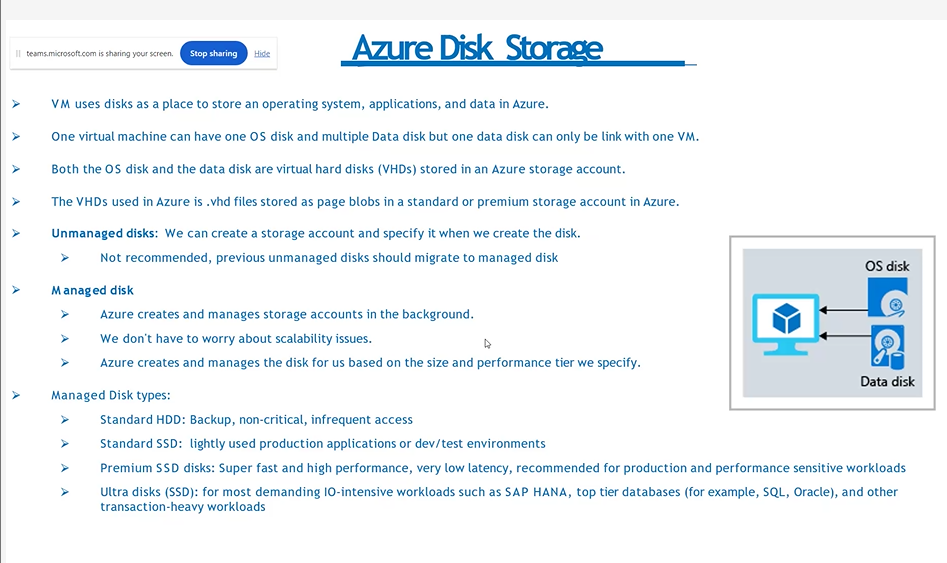 Azure Disk Storage
teams.microsoft.com is sharing your screen. Stop sharing Hide
VM uses disks as a place to store an operating system, applications, and data in Azure.
One virtual machine can have one OS disk and multiple Data disk but one data disk can only be link with one VM.
Both the OS disk and the data disk are virtual hard disks (VHDs) stored in an Azure storage account.
The VHDs used in Azure is .vhd files stored as page blobs in a standard or premium storage account in Azure.
Unmanaged disks: We can create a storage account and specify it when we create the disk.
Not recommended, previous unmanaged disks should migrate to managed disk
Managed disk
Azure creates and manages storage accounts in the background.
We don't have to worry about scalability issues.
Azure creates and manages the disk for us based on the size and performance tier we specify.
Managed Disk types:
Standard HDD: Backup, non-critical, infrequent access
Standard SSD: lightly used production applications or dev/test environments
Premium SSD disks: Super fast and high performance, very low latency, recommended for production and performance sensitive workloads
Ultra disks (SSD): for most demanding IO-intensive workloads such as SAP HANA, top tier databases (for example, SQL, Oracle), and other
transaction-heavy workloads
OS disk
Data disk